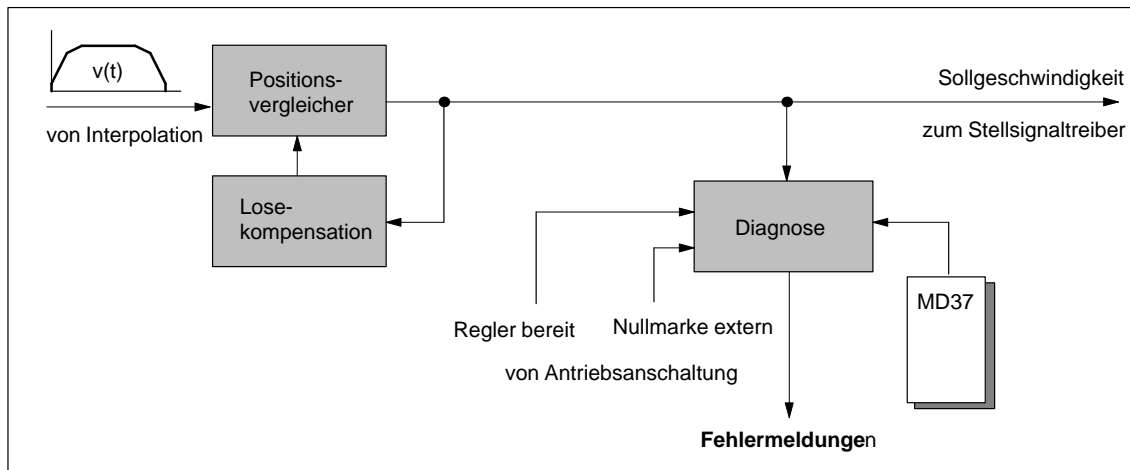 v(t)
von Interpolation
Positions-
vergleicher
Lose-
kompensation
Sollgeschwindigkeit
zum Stellsignaltreiber
Diagnose
MD37
Regler bereit
Nullmarke extern
von Antriebsanschaltung
Fehlermeldungen